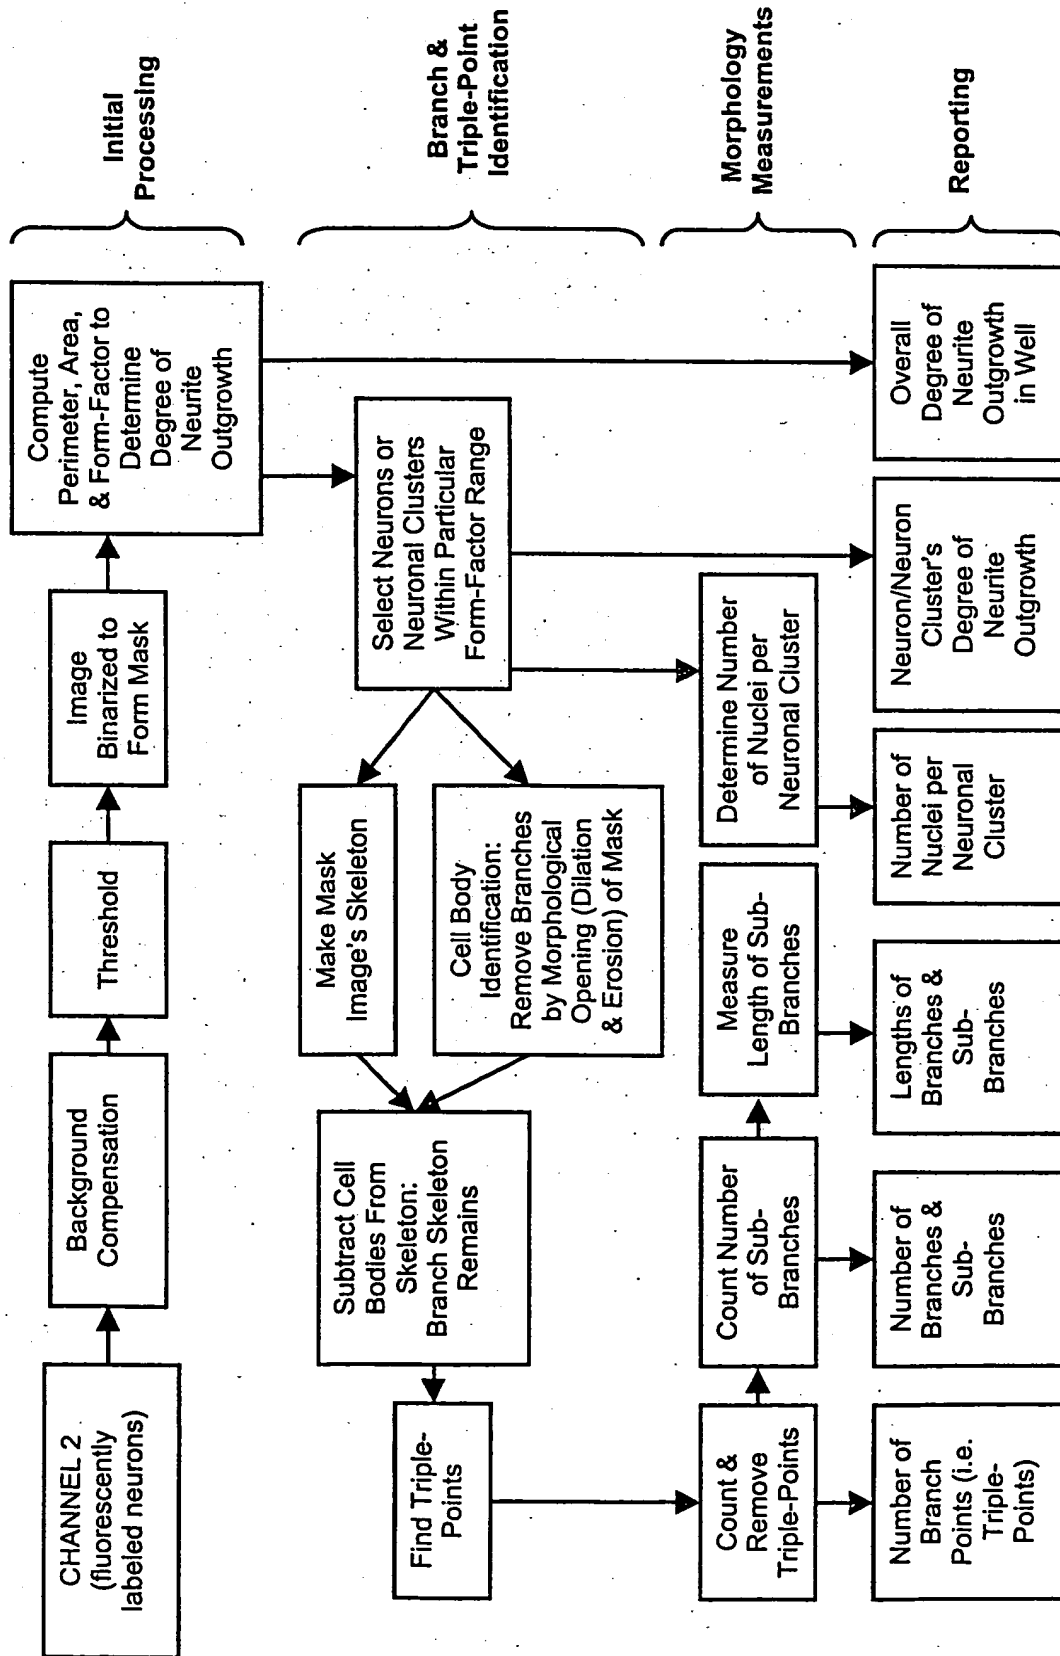 CHANNEL 2
(fluorescently
labeled neurons)
Background
Compensation
Threshold
Image
Binarized to
Form Mask
Compute
Perimeter, Area,
& Form-Factor to
Determine
Degree of
Neurite
Outgrowth
Initial
Processing
Find Triple-
Points
Subtract Cell
Bodies From
Skeleton:
Branch Skeleton
Remains
Make Mask
Image's Skeleton
Cell Body
Identification:
Remove Branches
by Morphological
Opening (Dilation
& Erosion) of Mask
Select Neurons or
Neuronal Clusters
Within Particular
Form-Factor Range
Branch &
Triple-Point
Identification
Count &
Remove
Triple-Points
Count Number
of Sub-
Branches
Measure
Length of Sub-
Branches
Determine Number
of Nuclei per
Neuronal Cluster
Morphology
Measurements
Number of
Branch
Points (i.e.
Triple-
Points)
Number of
Branches &
Sub-
Branches
Lengths of
Branches &
Sub-
Branches
Number of
Nuclei per
Neuronal
Cluster
Neuron/Neuron
Cluster's
Degree of
Neurite
Outgrowth
Overall
Degree of
Neurite
Outgrowth
in Well
Reporting